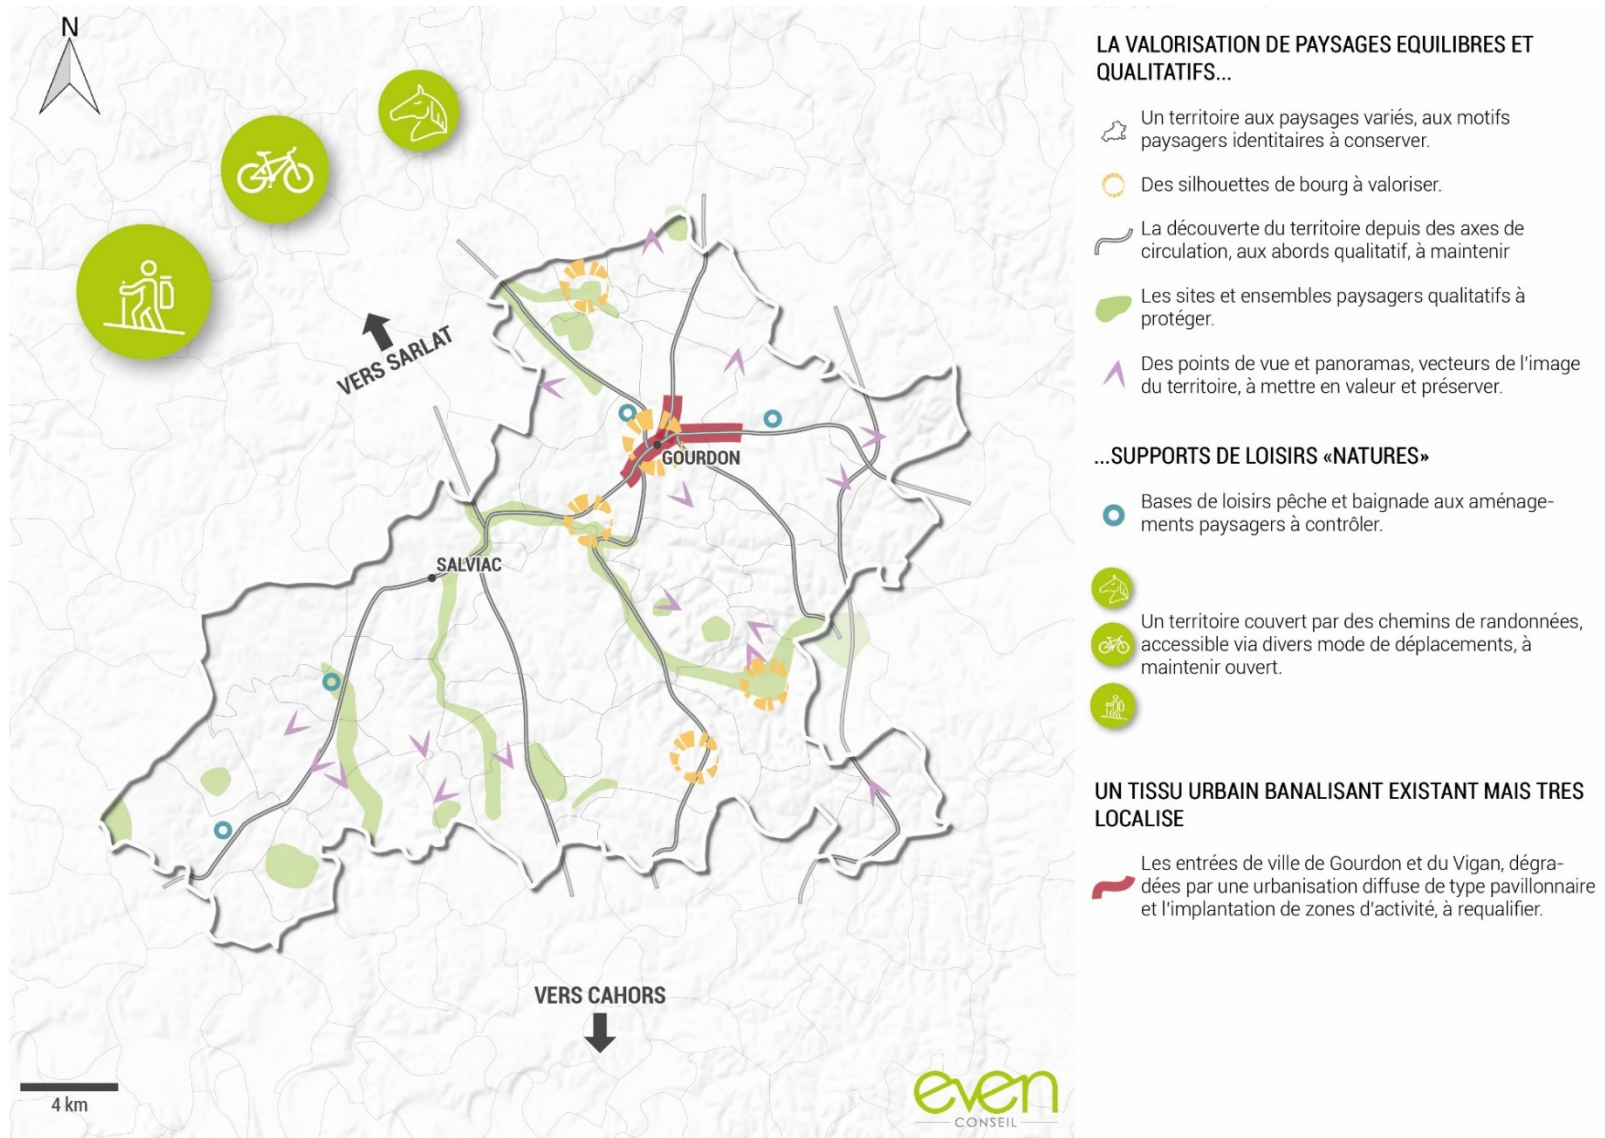 N
VERS SARLAT
GOURDON
SALVIAC
VERS CAHORS
4 km
even
CONSEIL
LA VALORISATION DE PAYSAGES EQUILIBRES ET
QUALITATIFS...
Un territoire aux paysages variés, aux motifs
paysagers identitaires à conserver.
Des silhouettes de bourg à valoriser.
La découverte du territoire depuis des axes de
circulation, aux abords qualitatif, à maintenir
Les sites et ensembles paysagers qualitatifs à
protéger.
Des points de vue et panoramas, vecteurs de l'image
du territoire, à mettre en valeur et préserver.
...SUPPORTS DE LOISIRS «NATURES»
Bases de loisirs pêche et baignade aux aménage-
ments paysagers à contrôler.
Un territoire couvert par des chemins de randonnées,
accessible via divers mode de déplacements, à
maintenir ouvert.
UN TISSU URBAIN BANALISANT EXISTANT MAIS TRES
LOCALISE
Les entrées de ville de Gourdon et du Vigan, dégra-
dées par une urbanisation diffuse de type pavillonnaire
et l'implantation de zones d'activité, à requalifier.